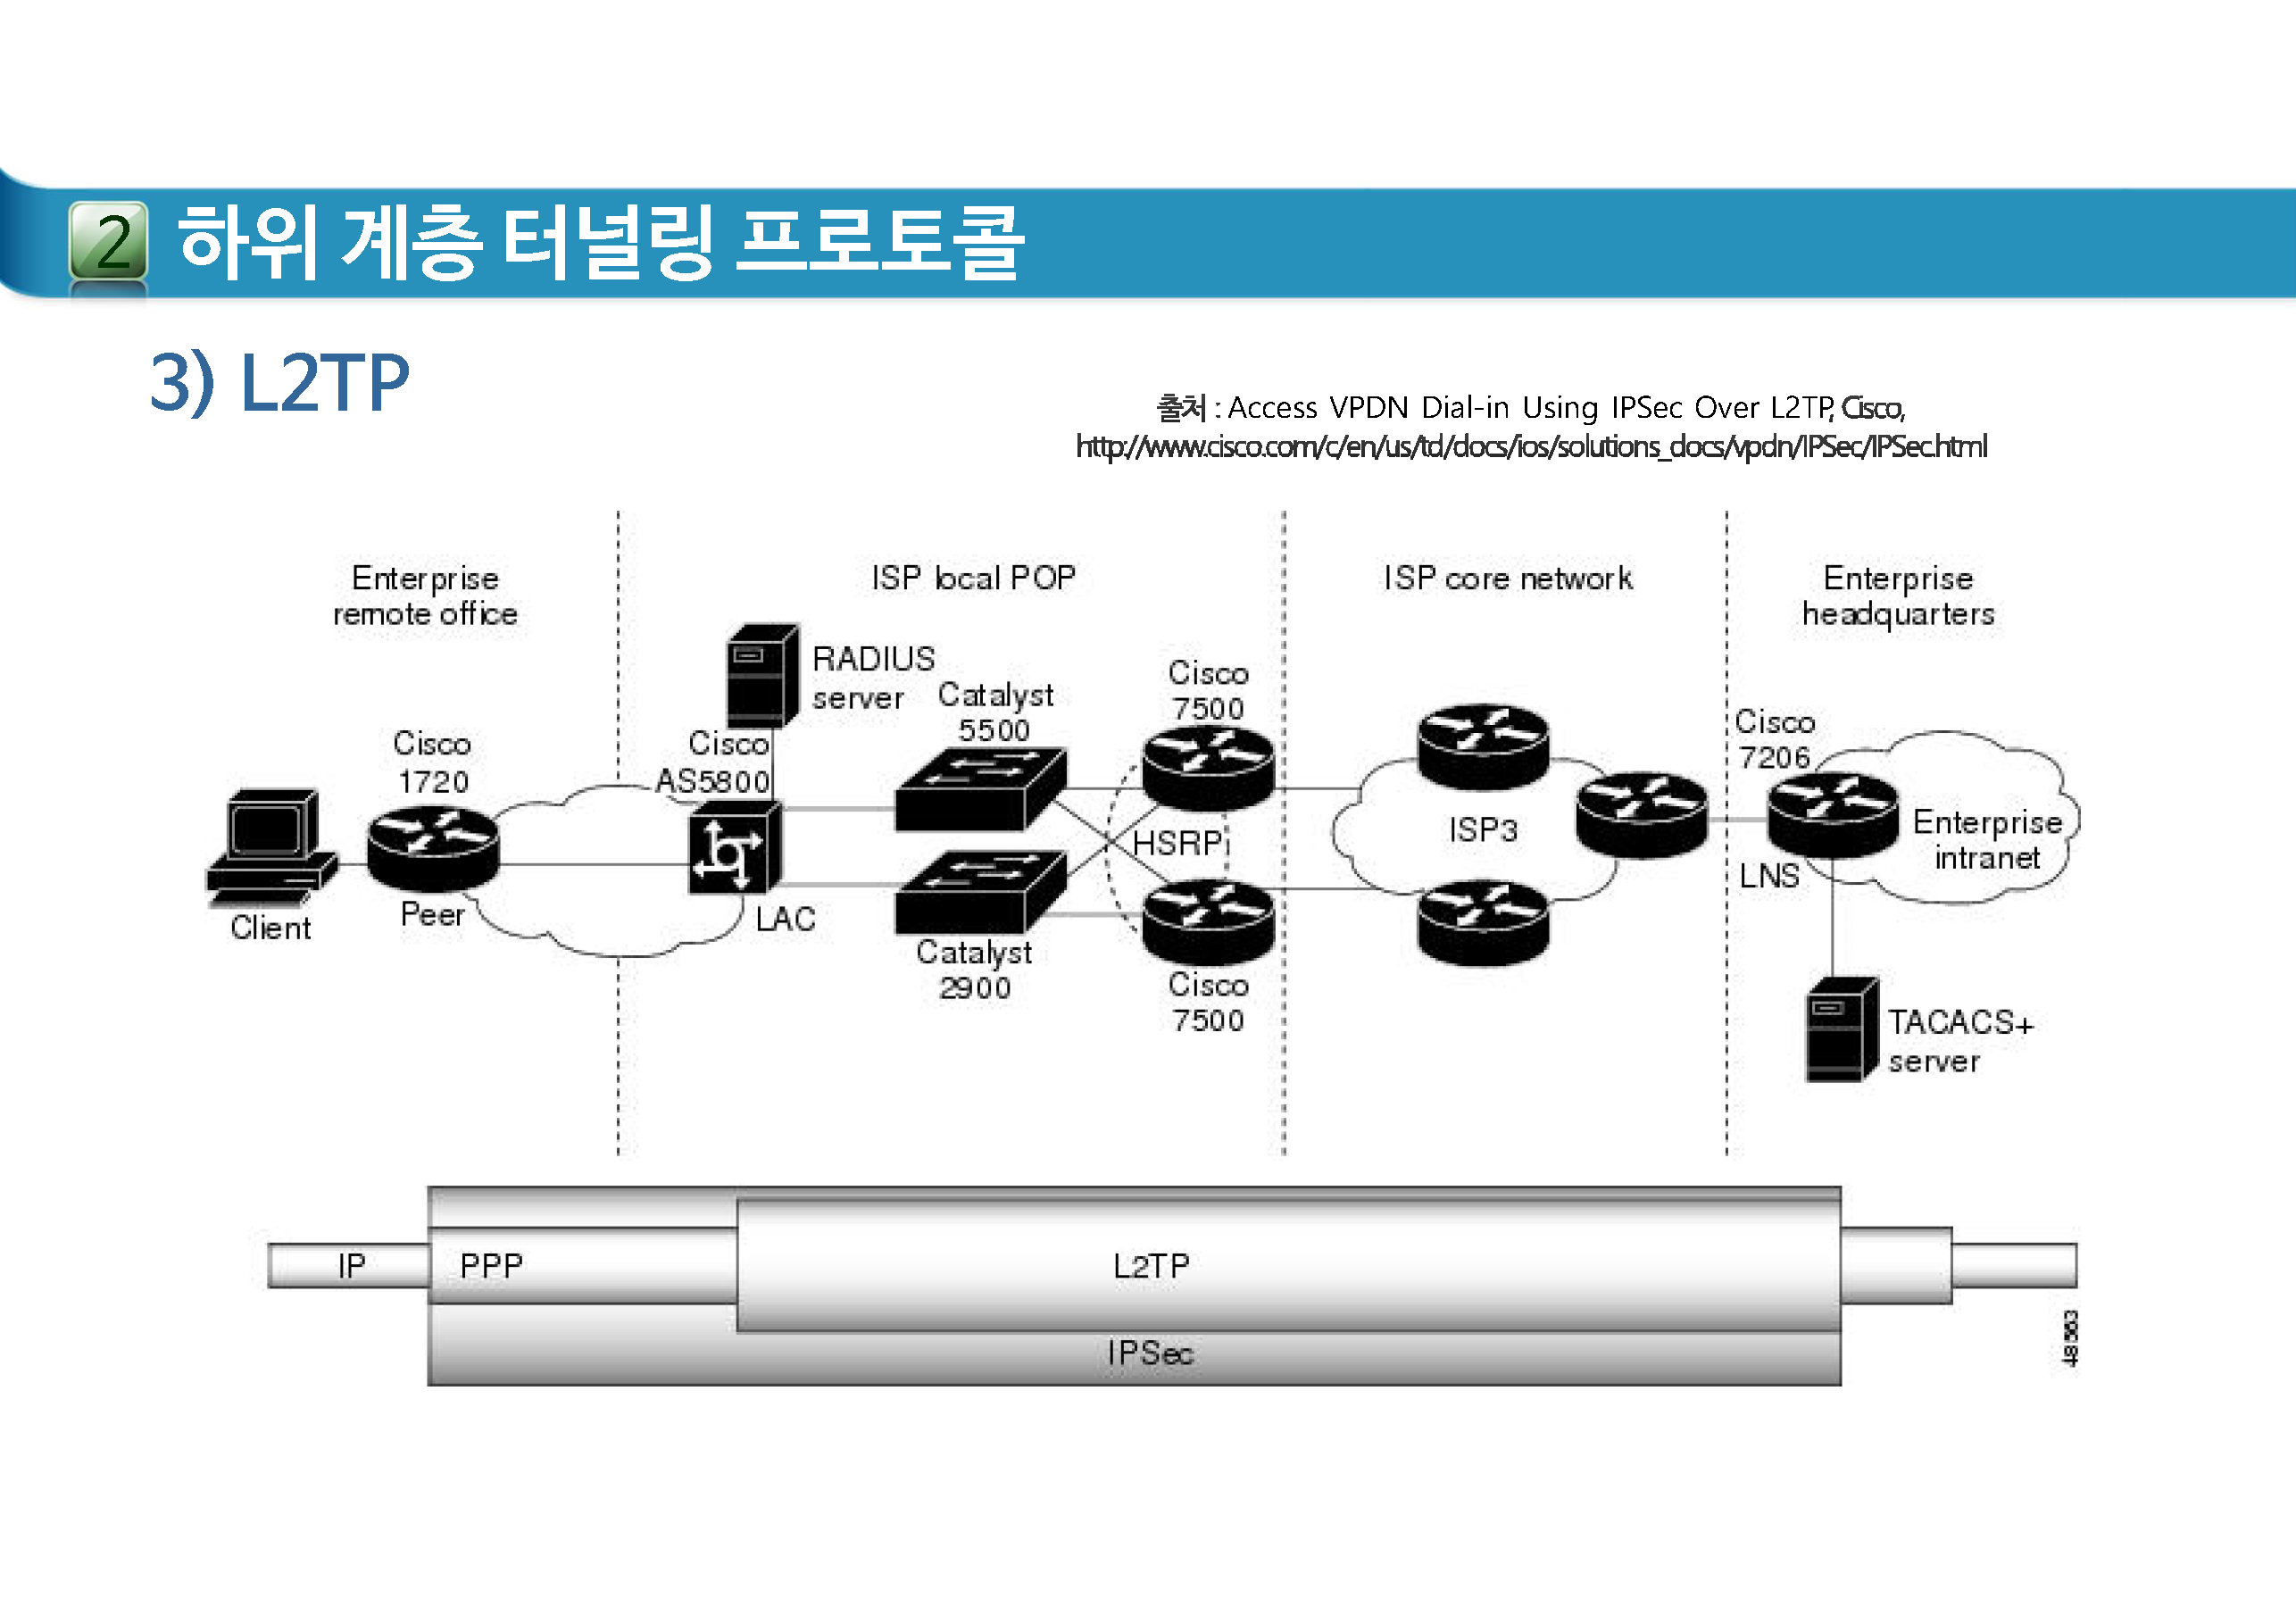 2 하위 계층 터널링 프로토콜
3) L2TP
출처 : Access VPDN Dial-in Using IPSec Over L2TP, Cisco,
http://www.cisco.com/c/en/us/td/docs/ios/solutions_docs/vpdn/IPSec/IPSec.html
Enterprise
remote office
ISP local POP
ISP core network
Enterprise
headquarters
RADIUS
server
Catalyst
5500
Cisco
7500
Cisco
7206
Cisco
1720
Cisco
AS5800
HSRP
ISP3
Enterprise
intranet
LNS
Client
Peer
LAC
Catalyst
2900
Cisco
7500
TACACS+
server
IP
PPP
L2TP
IPSec
48563